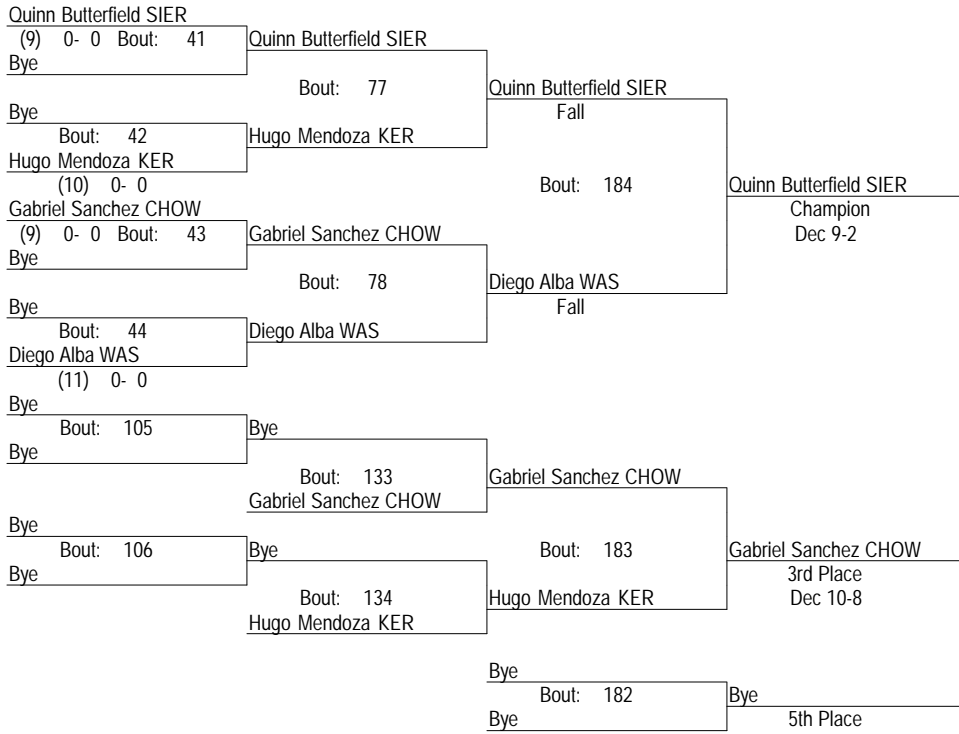 Quinn Butterfield SIER
(9) 0- 0 Bout: 41
Quinn Butterfield SIER
Bye
Bout: 77
Quinn Butterfield SIER
Bye
Fall
Bout: 42
Hugo Mendoza KER
Hugo Mendoza KER
(10) 0- 0
Bout: 184
Quinn Butterfield SIER
Gabriel Sanchez CHOW
Champion
(9) 0- 0 Bout: 43
Gabriel Sanchez CHOW
Dec 9-2
Bye
Bout: 78
Diego Alba WAS
Bye
Fall
Bout: 44
Diego Alba WAS
Diego Alba WAS
(11) 0- 0
Bye
Bout: 105
Bye
Bye
Bout: 133
Gabriel Sanchez CHOW
Gabriel Sanchez CHOW
Bye
Bout: 106
Bye
Bout: 183
Gabriel Sanchez CHOW
Bye
3rd Place
Bout: 134
Hugo Mendoza KER
Dec 10-8
Hugo Mendoza KER
Bye
Bout: 182
Bye
Bye
5th Place